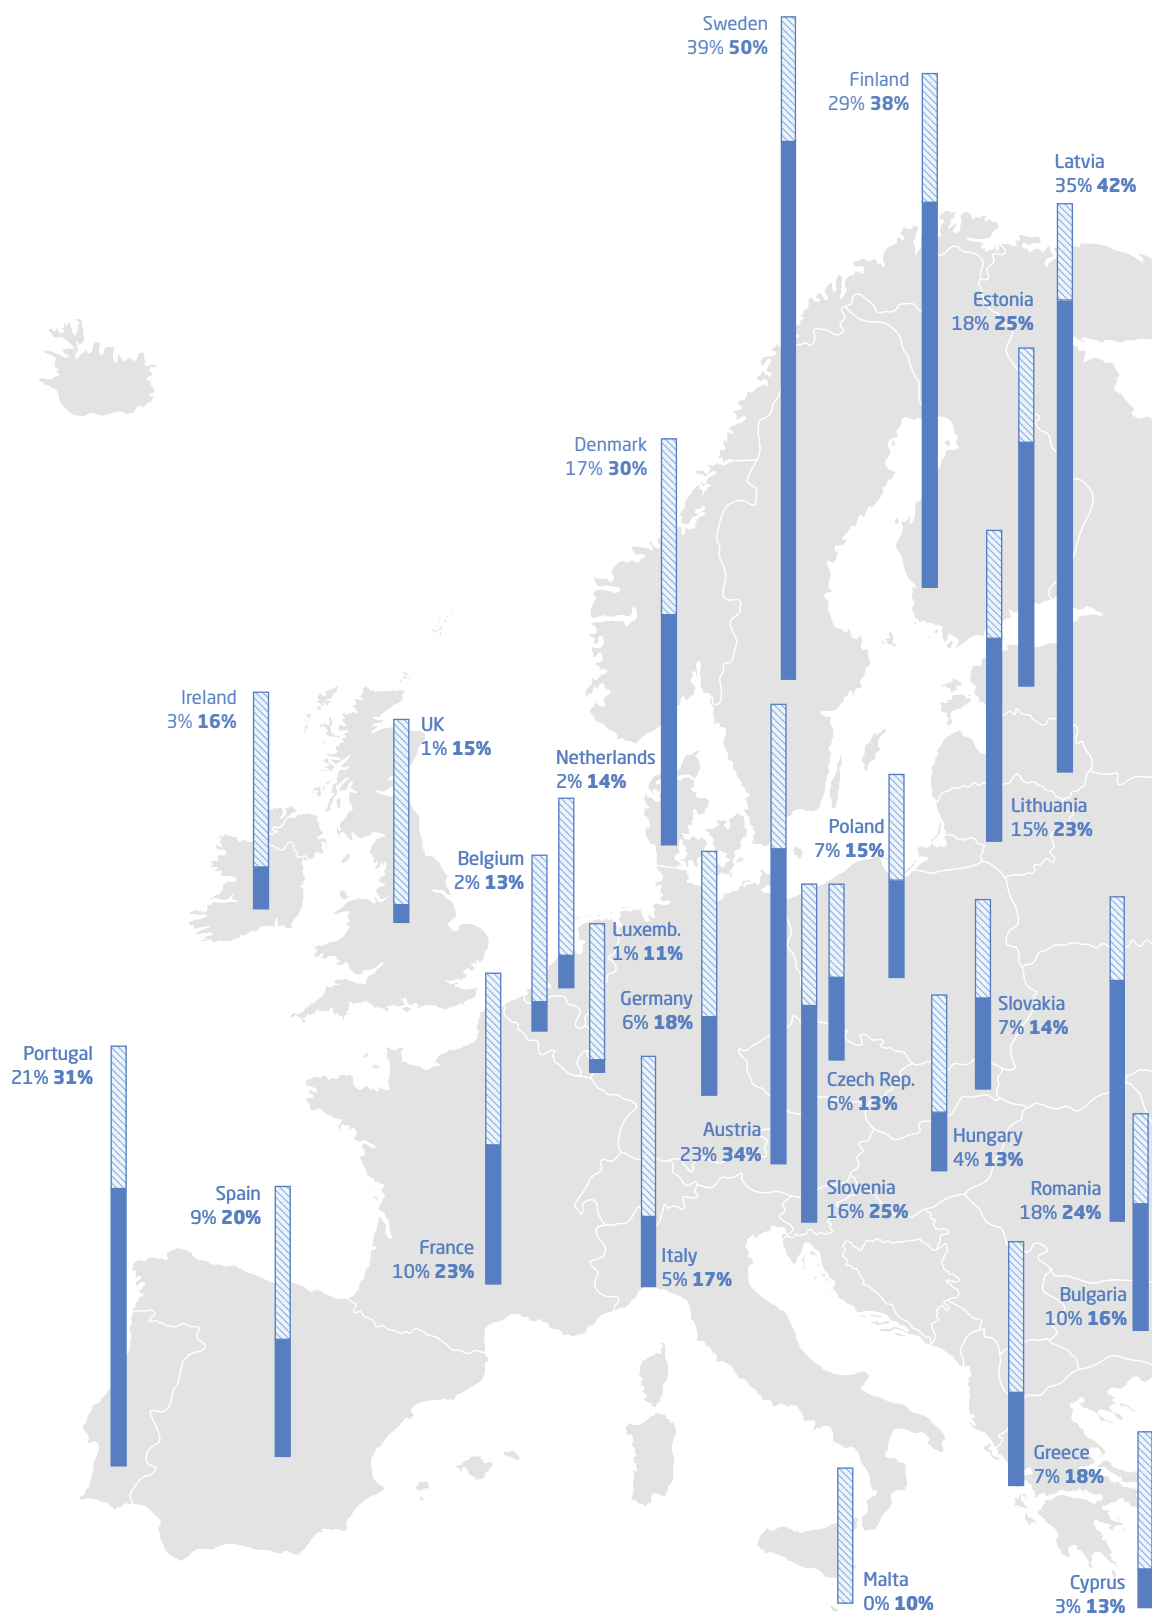 Sweden
39% 50%
Finland
29% 38%
Latvia
35% 42%
Estonia
18% 25%
Denmark
17% 30%
Ireland
3% 16%
UK
1% 15%
Netherlands
2% 14%
Lithuania
15% 23%
Poland
7% 15%
Belgium
2% 13%
Luxemb.
1% 11%
Germany
6% 18%
Slovakia
7% 14%
Portugal
21% 31%
Czech Rep.
6% 13%
Austria
23% 34%
Hungary
4% 13%
Slovenia
16% 25%
Romania
18% 24%
Spain
9% 20%
France
10% 23%
Italy
5% 17%
Bulgaria
10% 16%
Greece
7% 18%
Malta
0% 10%
Cyprus
3% 13%